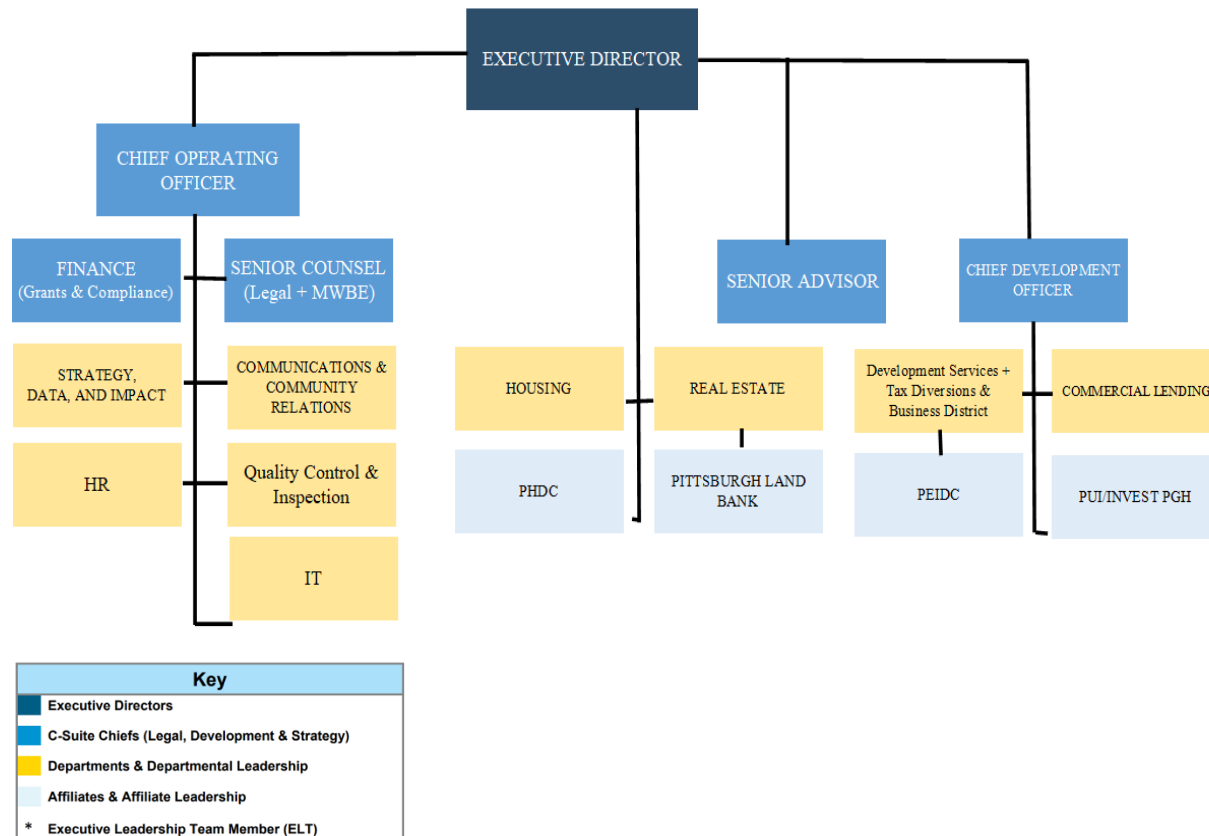 EXECUTIVE DIRECTOR
CHIEF OPERATING
OFFICER
FINANCE
(Grants & Compliance)
SENIOR COUNSEL
(Legal + MWBE)
SENIOR ADVISOR
CHIEF DEVELOPMENT
OFFICER
STRATEGY,
DATA, AND IMPACT
COMMUNICATIONS &
COMMUNITY
RELATIONS
HOUSING
REAL ESTATE
Development Services +
Tax Diversions &
Business District
COMMERCIAL LENDING
HR
Quality Control &
Inspection
PHDC
PITTSBURGH LAND
BANK
PEIDC
PUI/INVEST PGH
IT
Key
Executive Directors
C-Suite Chiefs (Legal, Development & Strategy)
Departments & Departmental Leadership
Affiliates & Affiliate Leadership
* Executive Leadership Team Member (ELT)